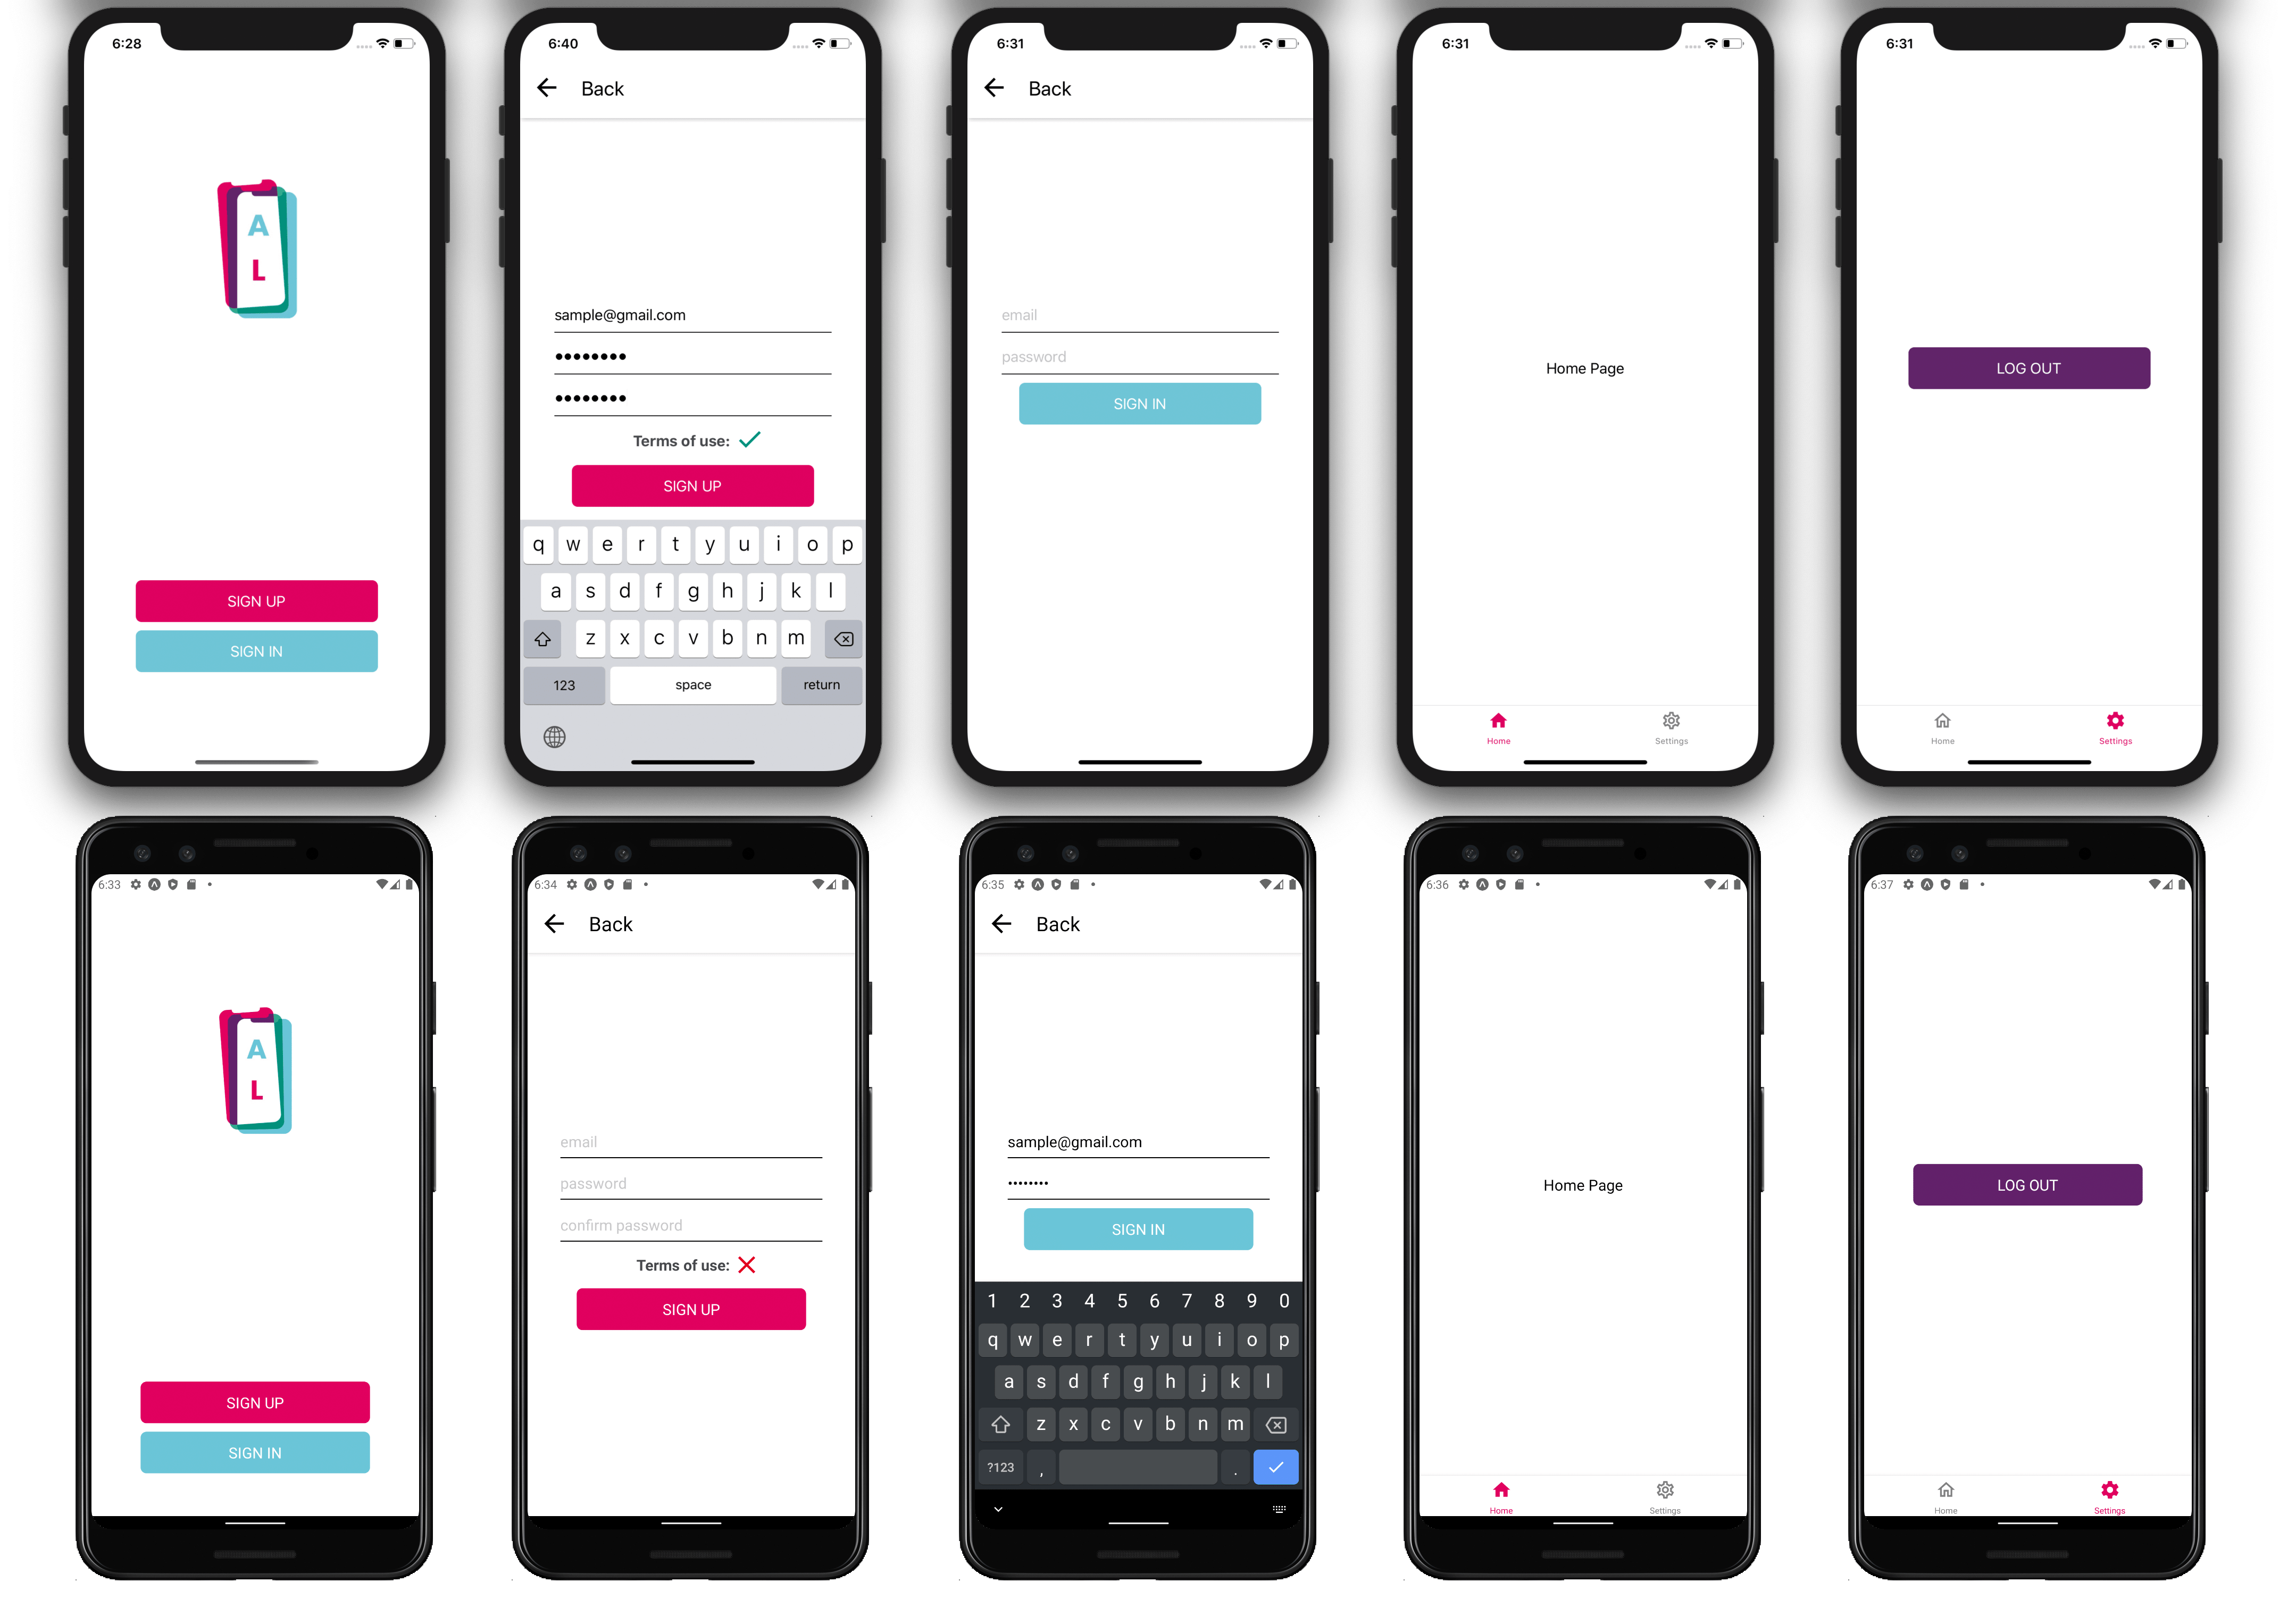 6:28
A
L
SIGN UP
SIGN IN
6:40
Back
sample@gmail.com
••••••••
••••••••
Terms of use:
SIGN UP
q w e r t y u i o p
a s d f g h j k l
z x c v b n m
123 space return
6:31
Back
email
password
SIGN IN
6:31
Home Page
Home Settings
6:31
LOG OUT
Home Settings
6:33
A
L
SIGN UP
SIGN IN
6:34
Back
email
password
confirm password
Terms of use:
SIGN UP
6:35
Back
sample@gmail.com
••••••••
SIGN IN
1 2 3 4 5 6 7 8 9 0
q w e r t y u i o p
a s d f g h j k l
z x c v b n m
?123 , .
6:36
Home Page
Home Settings
6:37
LOG OUT
Home Settings